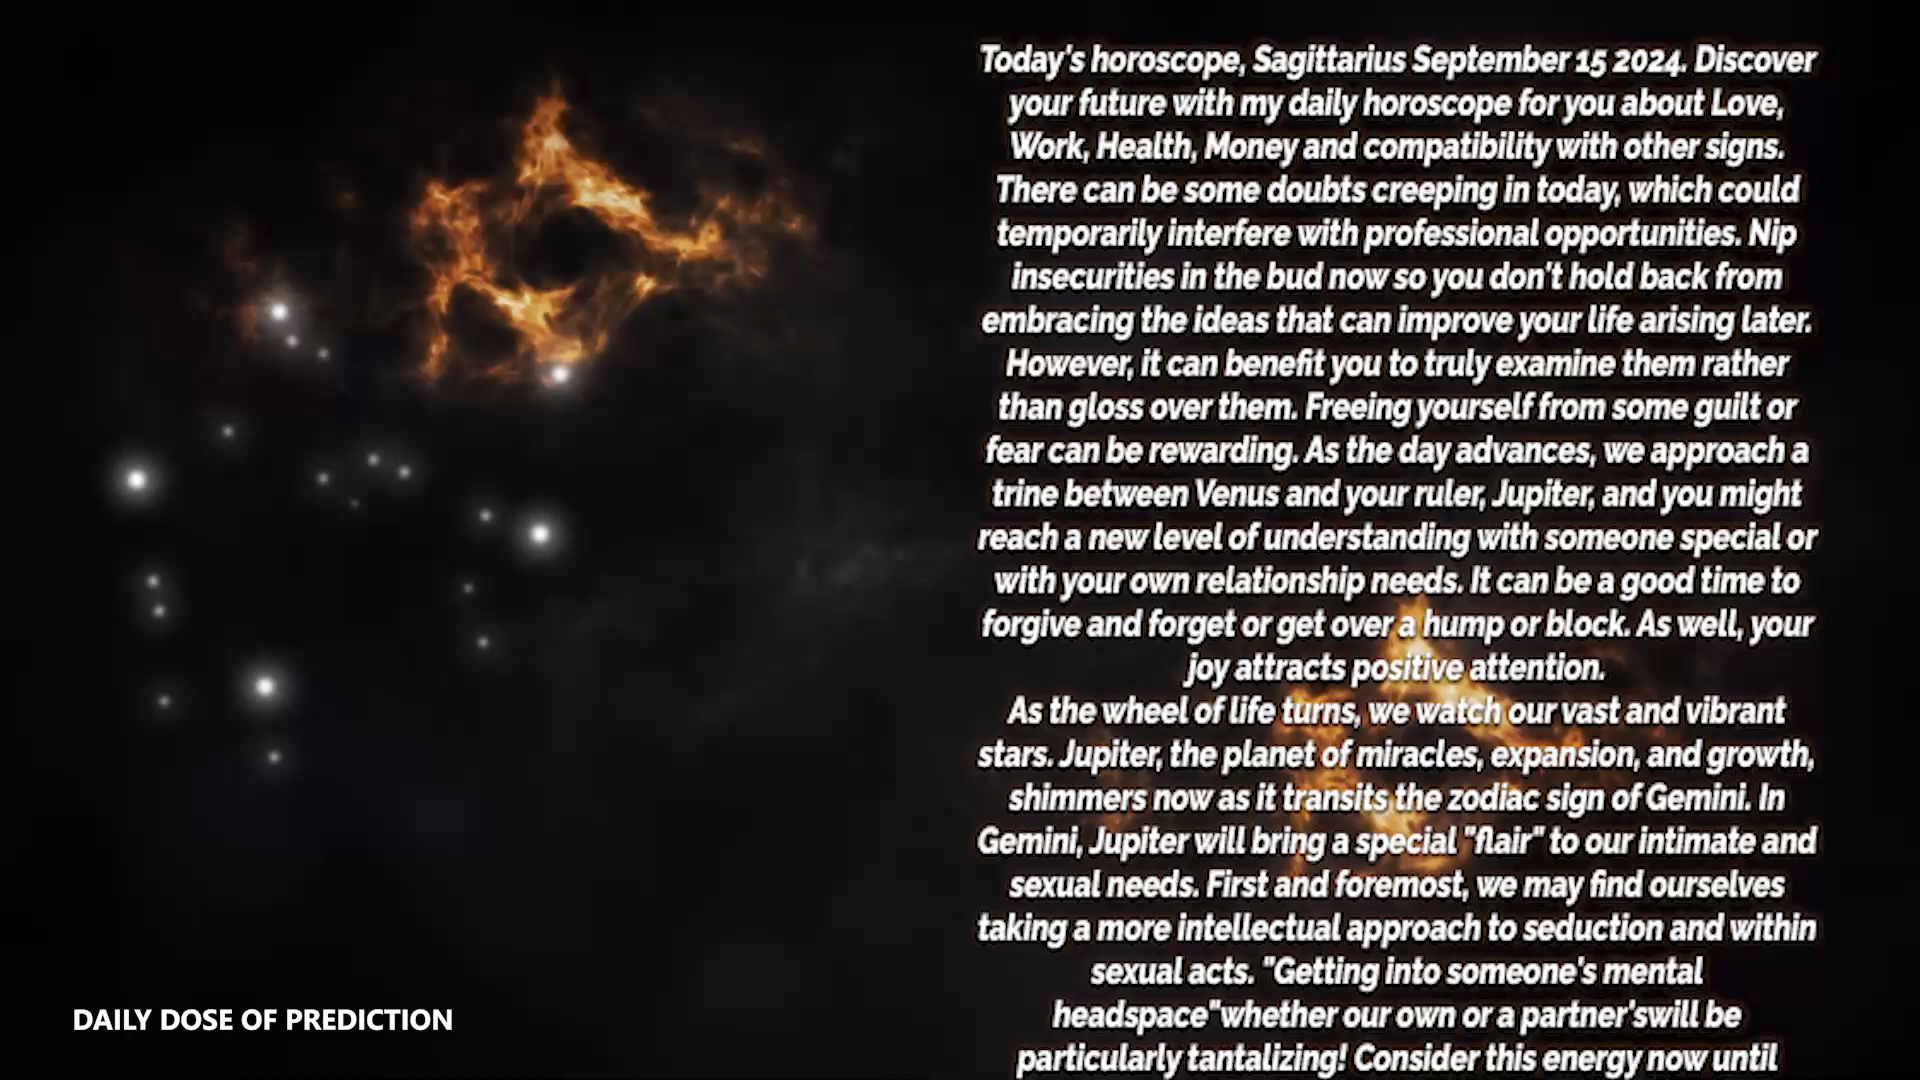 Today's horoscope, Sagittarius September 15 2024. Discover
your future with my daily horoscope for you about Love,
Work, Health, Money and compatibility with other signs.
There can be some doubts creeping in today, which could
temporarily interfere with professional opportunities. Nip
insecurities in the bud now so you don't hold back from
embracing the ideas that can improve your life arising later.
However, it can benefit you to truly examine them rather
than gloss over them. Freeing yourself from some guilt or
fear can be rewarding. As the day advances, we approach a
trine between Venus and your ruler, Jupiter, and you might
reach a new level of understanding with someone special or
with your own relationship needs. It can be a good time to
forgive and forget or get over a hump or block. As well, your
joy attracts positive attention.
As the wheel of life turns, we watch our vast and vibrant
stars. Jupiter, the planet of miracles, expansion, and growth,
shimmers now as it transits the zodiac sign of Gemini. In
Gemini, Jupiter will bring a special "flair" to our intimate and
sexual needs. First and foremost, we may find ourselves
taking a more intellectual approach to seduction and within
sexual acts. "Getting into someone's mental
headspace"whether our own or a partner'swill be
particularly tantalizing! Consider this energy now until
DAILY DOSE OF PREDICTION